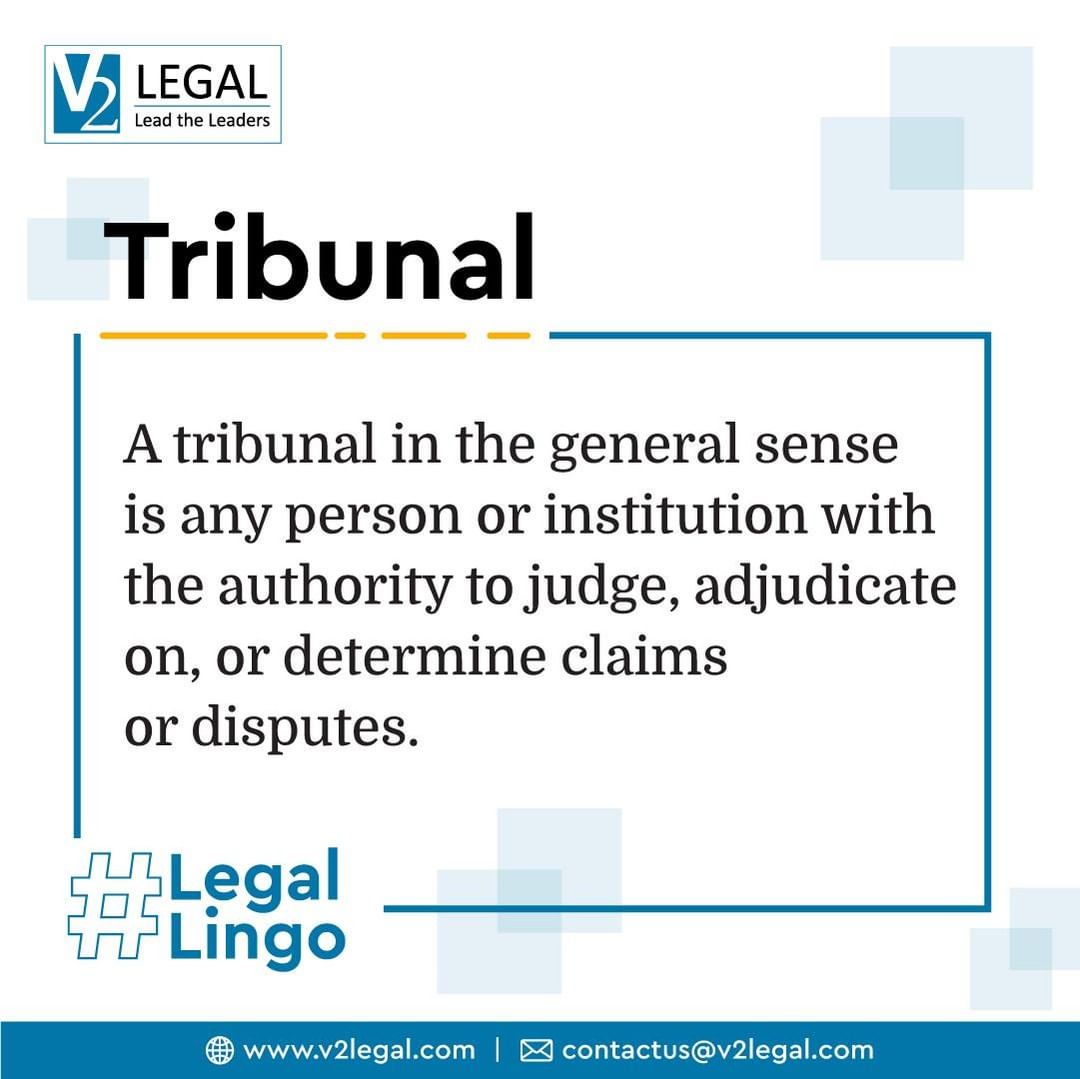 V2 LEGAL
Lead the Leaders
Tribunal
A tribunal in the general sense
is any person or institution with
the authority to judge, adjudicate
on, or determine claims
or disputes.
#Legal
Lingo
www.v2legal.com | contactus@v2legal.com